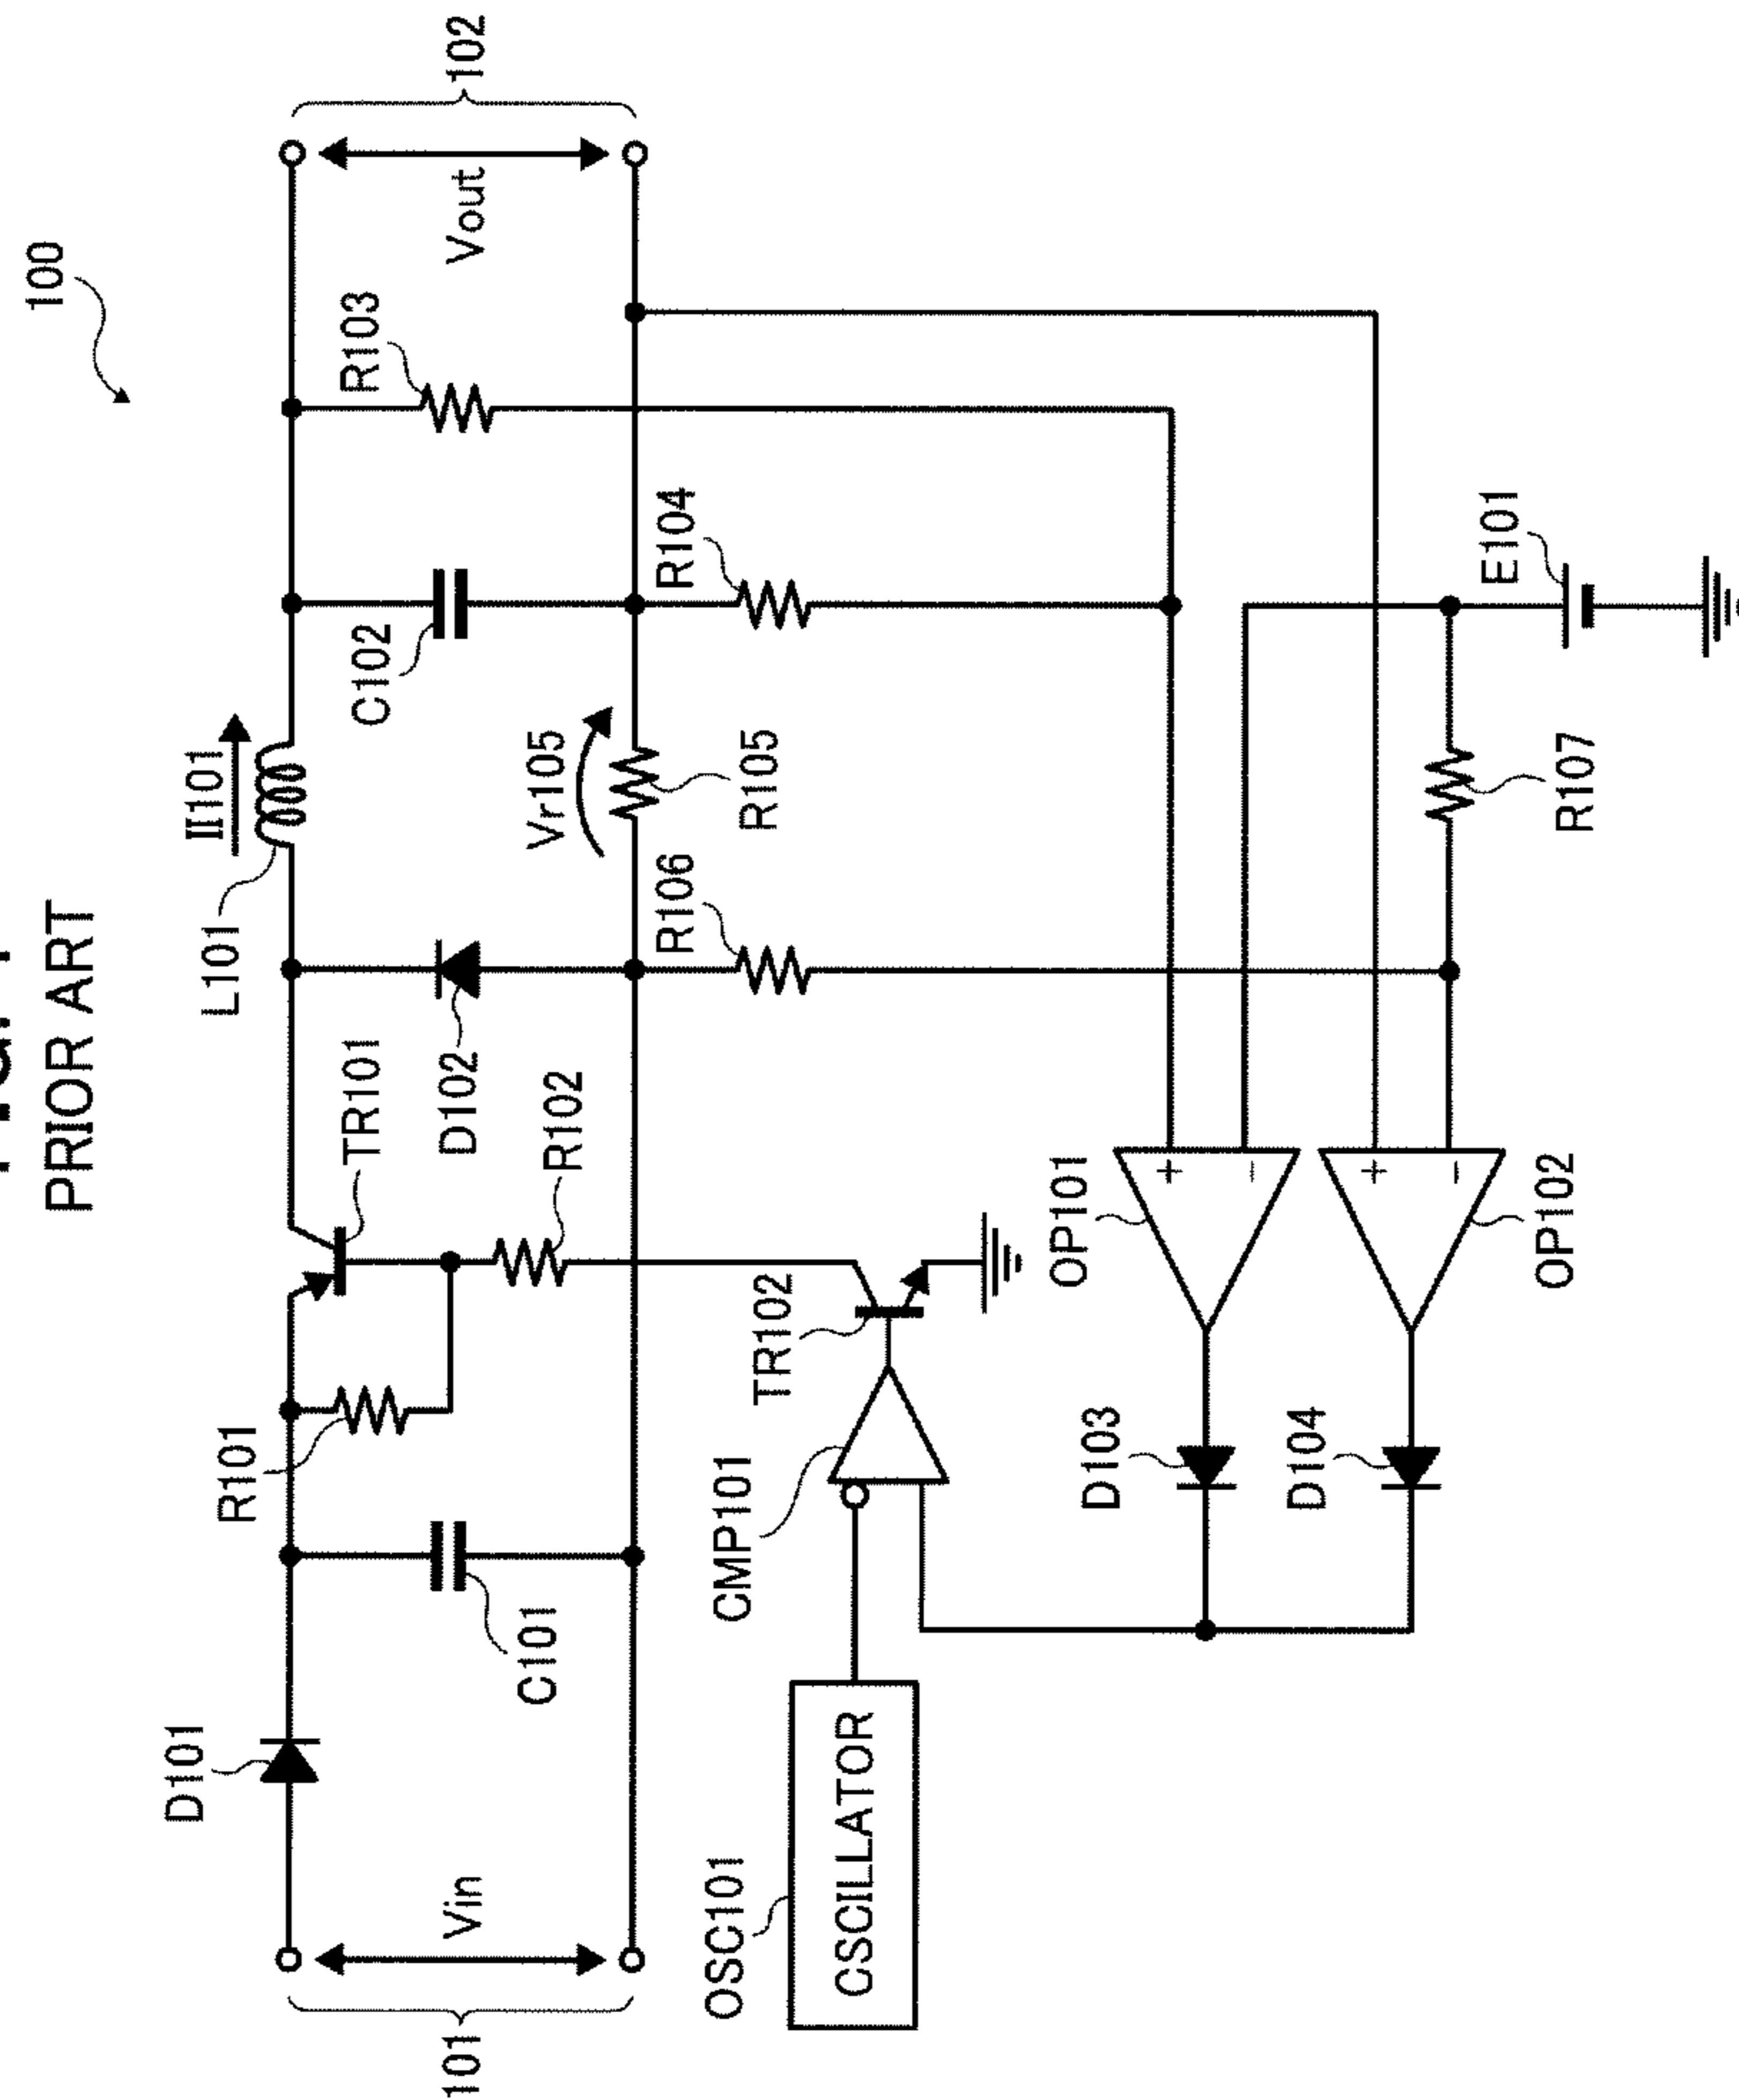 PRIOR ART
100
D101
R101
L101
II101
TR101
C101
D102
C102
R103
Vin
101
Vout
102
R102
Vr105
R105
R106
R104
OSC101
CSCILLATOR
CMP101
TR102
D103
D104
OP101
+
-
OP102
+
-
R107
E101